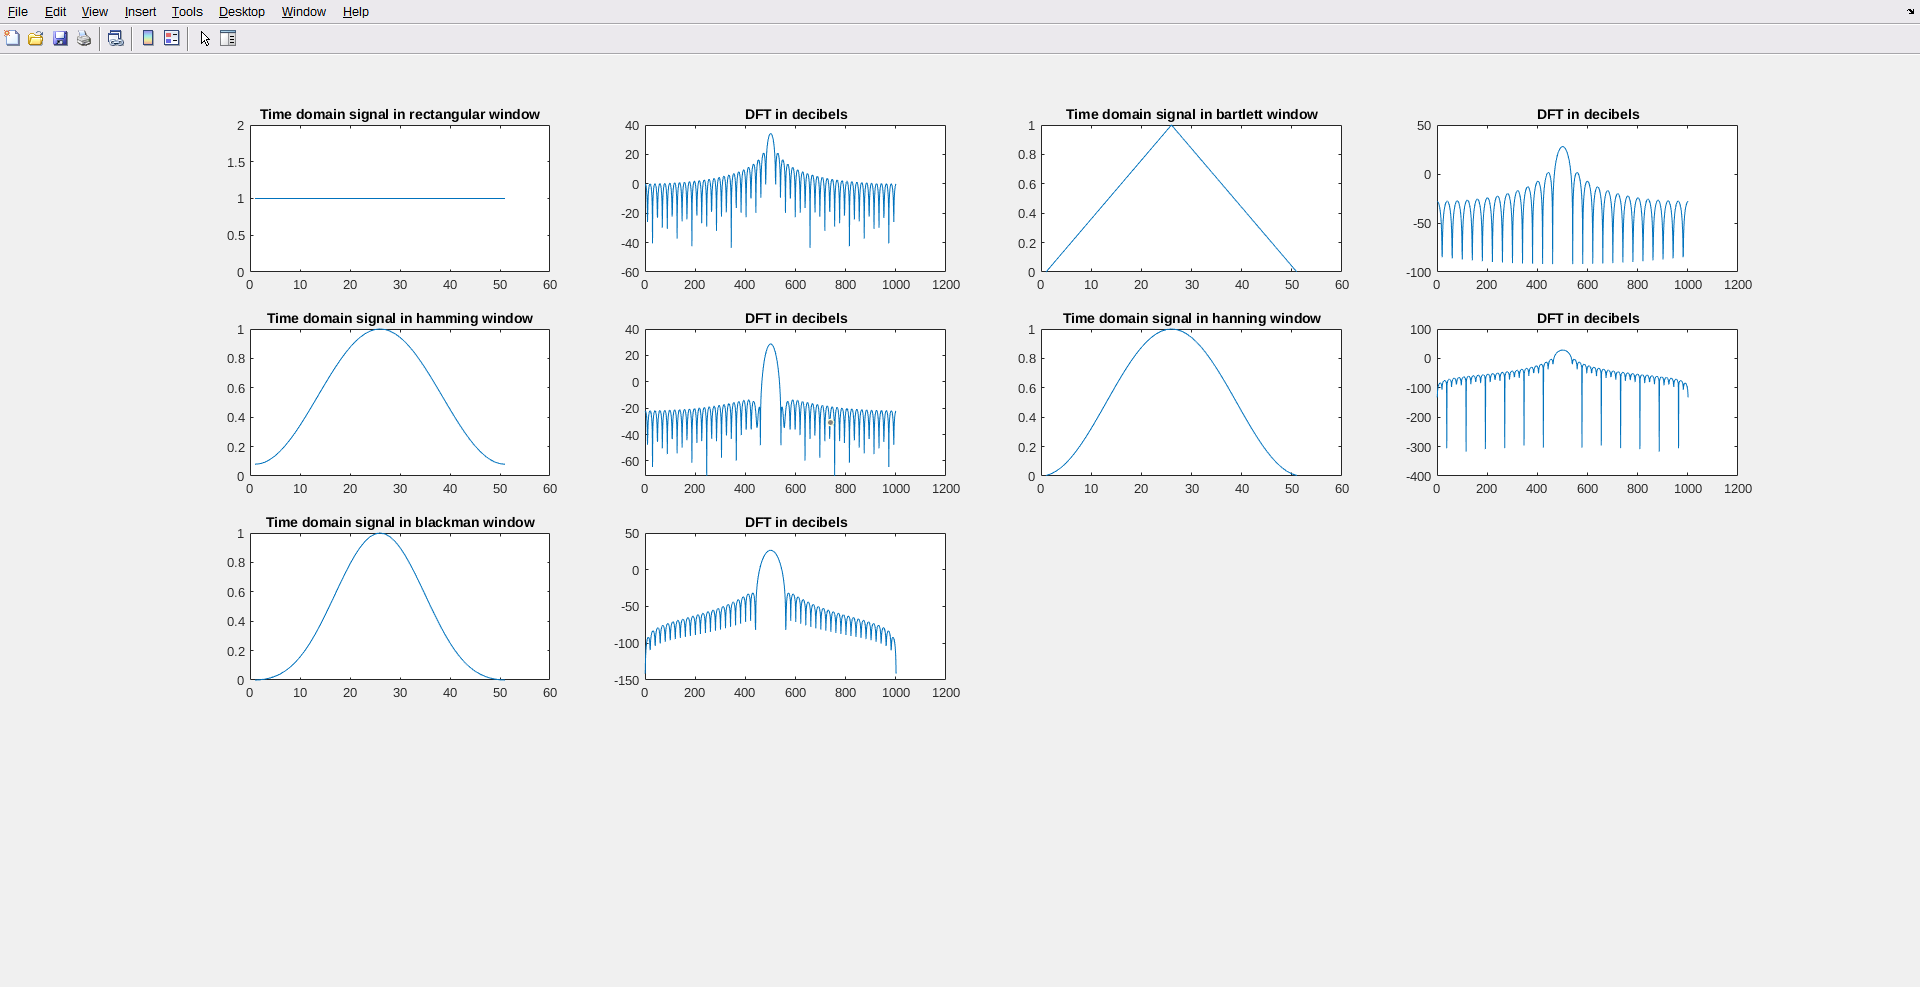 File Edit View Insert Tools Desktop Window Help
Time domain signal in rectangular window
2
1.5
1
0.5
0
0 10 20 30 40 50 60
DFT in decibels
40
20
0
-20
-40
-60
0 200 400 600 800 1000 1200
Time domain signal in bartlett window
1
0.8
0.6
0.4
0.2
0
0 10 20 30 40 50 60
DFT in decibels
50
0
-50
-100
0 200 400 600 800 1000 1200
Time domain signal in hamming window
1
0.8
0.6
0.4
0.2
0
0 10 20 30 40 50 60
DFT in decibels
40
20
0
-20
-40
-60
0 200 400 600 800 1000 1200
Time domain signal in hanning window
1
0.8
0.6
0.4
0.2
0
0 10 20 30 40 50 60
DFT in decibels
100
0
-100
-200
-300
-400
0 200 400 600 800 1000 1200
Time domain signal in blackman window
1
0.8
0.6
0.4
0.2
0
0 10 20 30 40 50 60
DFT in decibels
50
0
-50
-100
-150
0 200 400 600 800 1000 1200